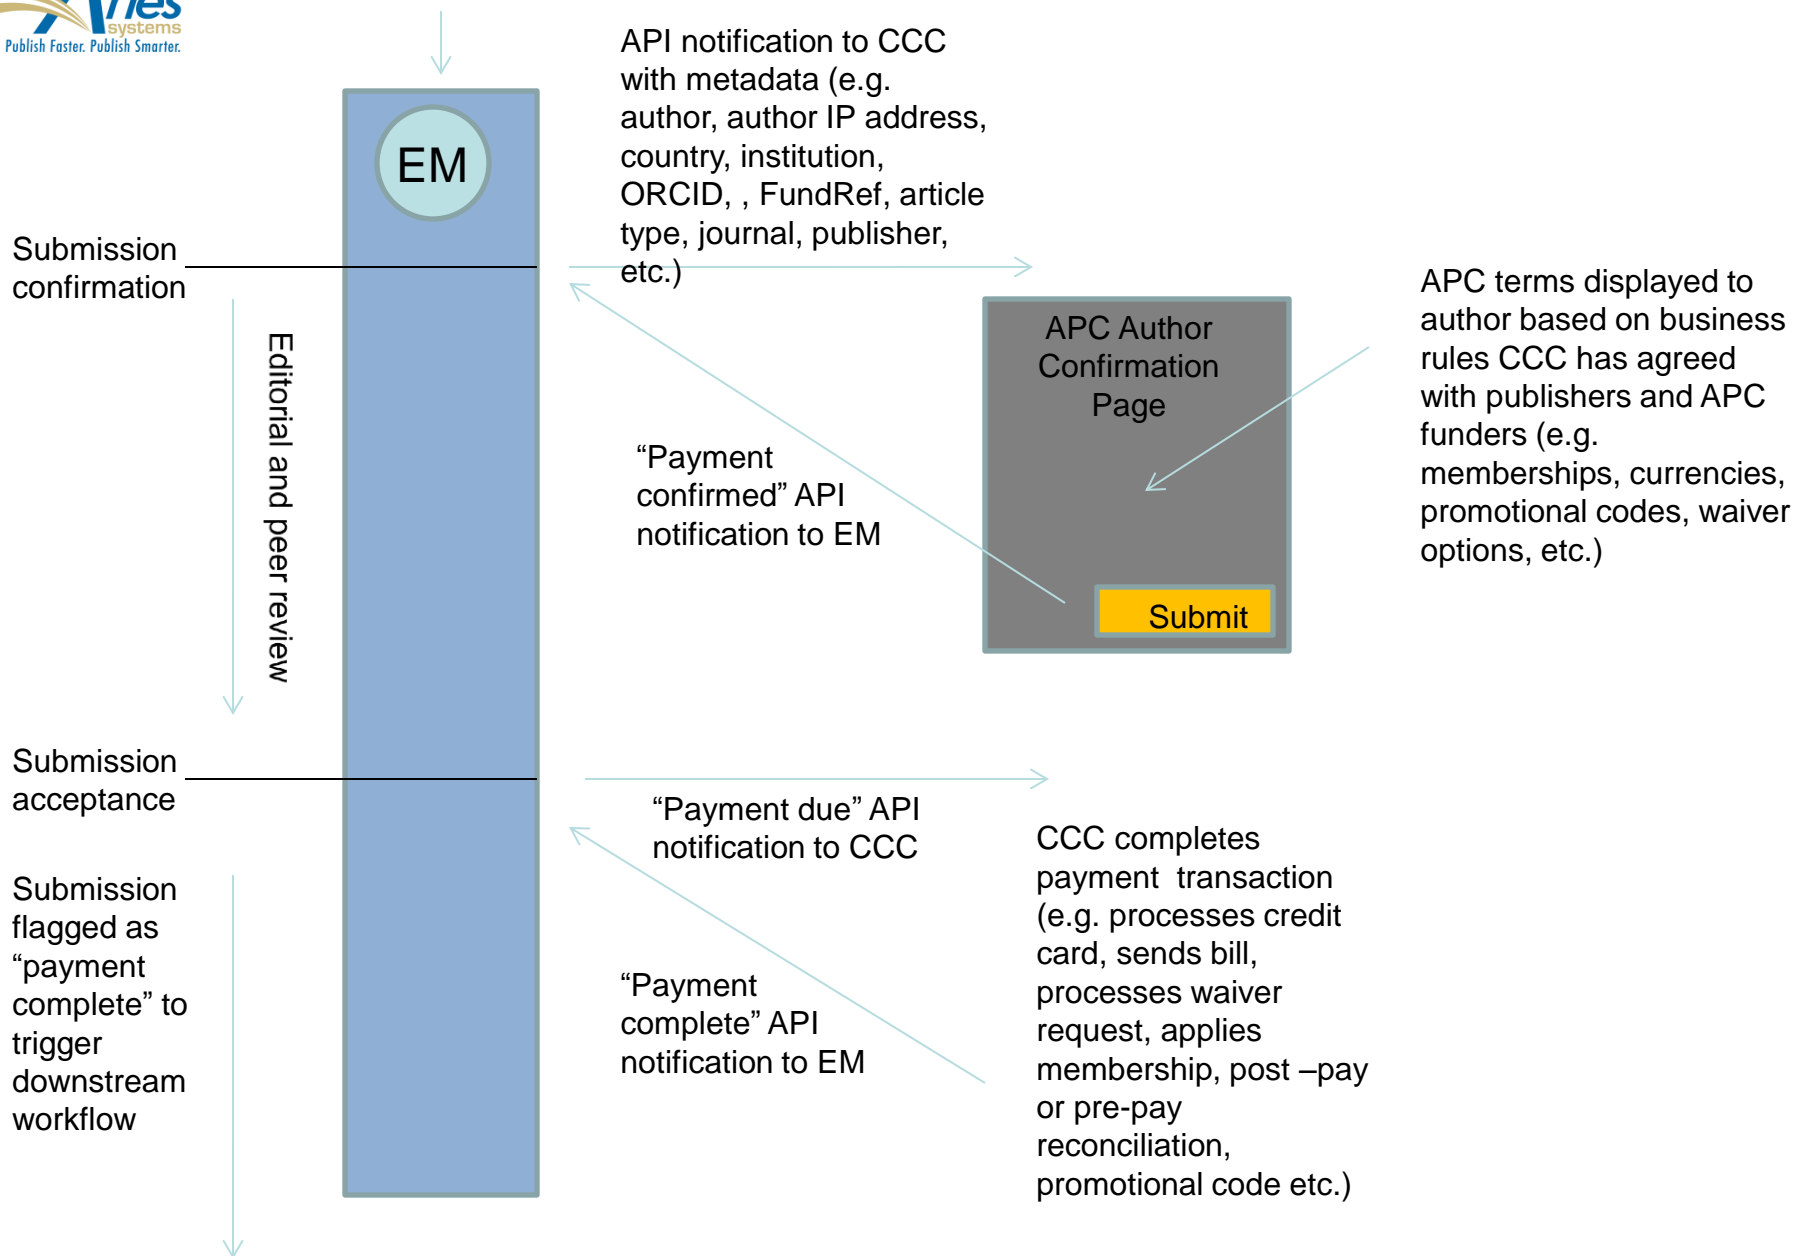 systems
Publish Faster. Publish Smarter.
API notification to CCC
with metadata (e.g.
author, author IP address,
country, institution,
ORCID, , FundRef, article
type, journal, publisher,
etc.)
EM
Submission
confirmation
Editorial and peer review
APC Author
Confirmation
Page
Submit
APC terms displayed to
author based on business
rules CCC has agreed
with publishers and APC
funders (e.g.
memberships, currencies,
promotional codes, waiver
options, etc.)
“Payment
confirmed” API
notification to EM
Submission
acceptance
“Payment due” API
notification to CCC
Submission
flagged as
“payment
complete” to
trigger
downstream
workflow
“Payment
complete” API
notification to EM
CCC completes
payment  transaction
(e.g. processes credit
card, sends bill,
processes waiver
request, applies
membership, post –pay
or pre-pay
reconciliation,
promotional code etc.)